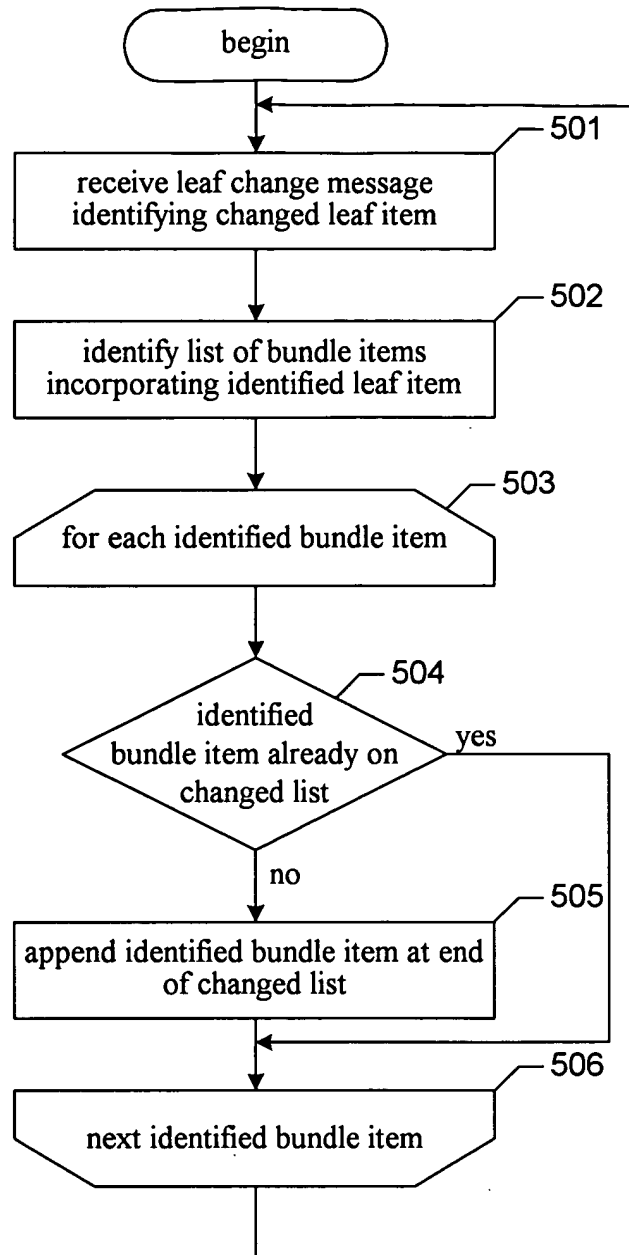 begin
501
receive leaf change message
identifying changed leaf item
502
identify list of bundle items
incorporating identified leaf item
503
for each identified bundle item
504
identified
bundle item already on
changed list
yes
no
505
append identified bundle item at end
of changed list
506
next identified bundle item